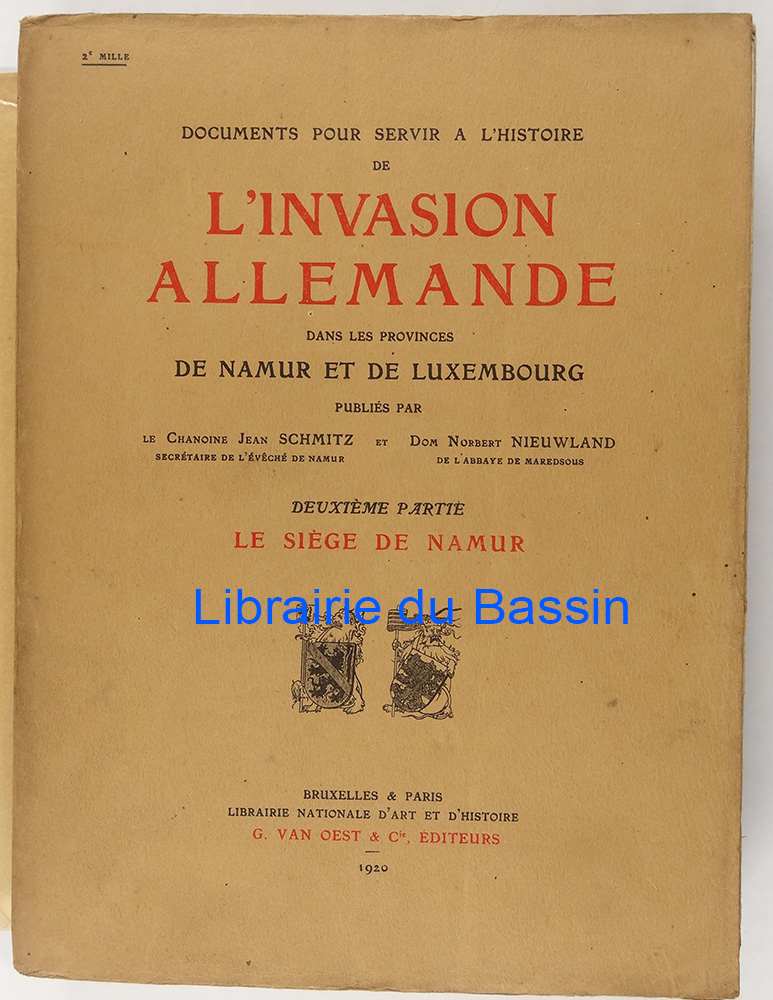 2e MILLE
DOCUMENTS POUR SERVIR A L'HISTOIRE
DE
L'INVASION
ALLEMANDE
DANS LES PROVINCES
DE NAMUR ET DE LUXEMBOURG
PUBLIÉS PAR
LE CHANOINE JEAN SCHMITZ ET DOM NORBERT NIEUWLAND
SECRÉTAIRE DE L'ÉVÊCHÉ DE NAMUR DE L'ABBAYE DE MAREDSOUS
DEUXIÈME PARTIE
LE SIÈGE DE NAMUR
Librairie du Bassin
BRUXELLES & PARIS
LIBRAIRIE NATIONALE D'ART ET D'HISTOIRE
G. VAN OEST & Cie, ÉDITEURS
1920